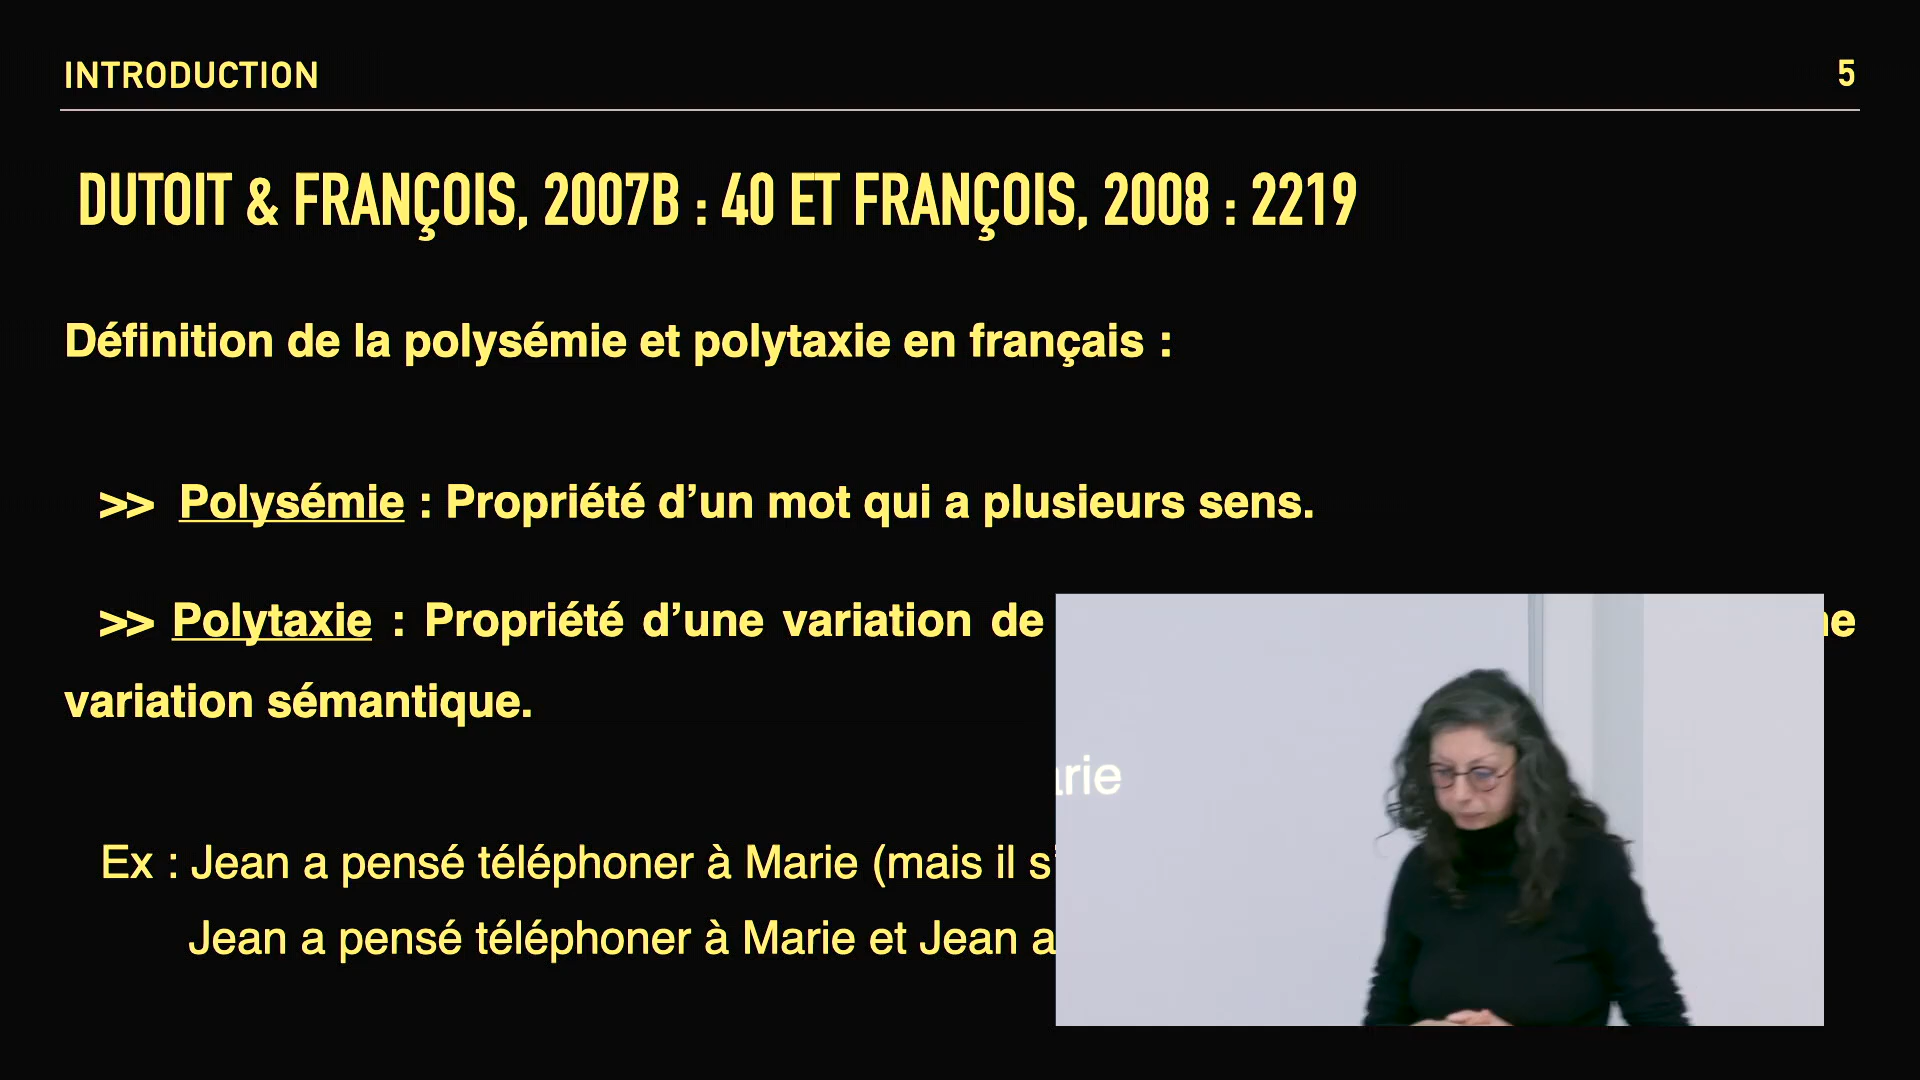 INTRODUCTION
5
DUTOIT & FRANÇOIS, 2007B : 40 ET FRANÇOIS, 2008 : 2219
Définition de la polysémie et polytaxie en français :
>> Polysémie : Propriété d’un mot qui a plusieurs sens.
>> Polytaxie : Propriété d’une variation de
variation sémantique.
Ex : Jean a pensé téléphoner à Marie (mais il
Jean a pensé téléphoner à Marie et Jean a